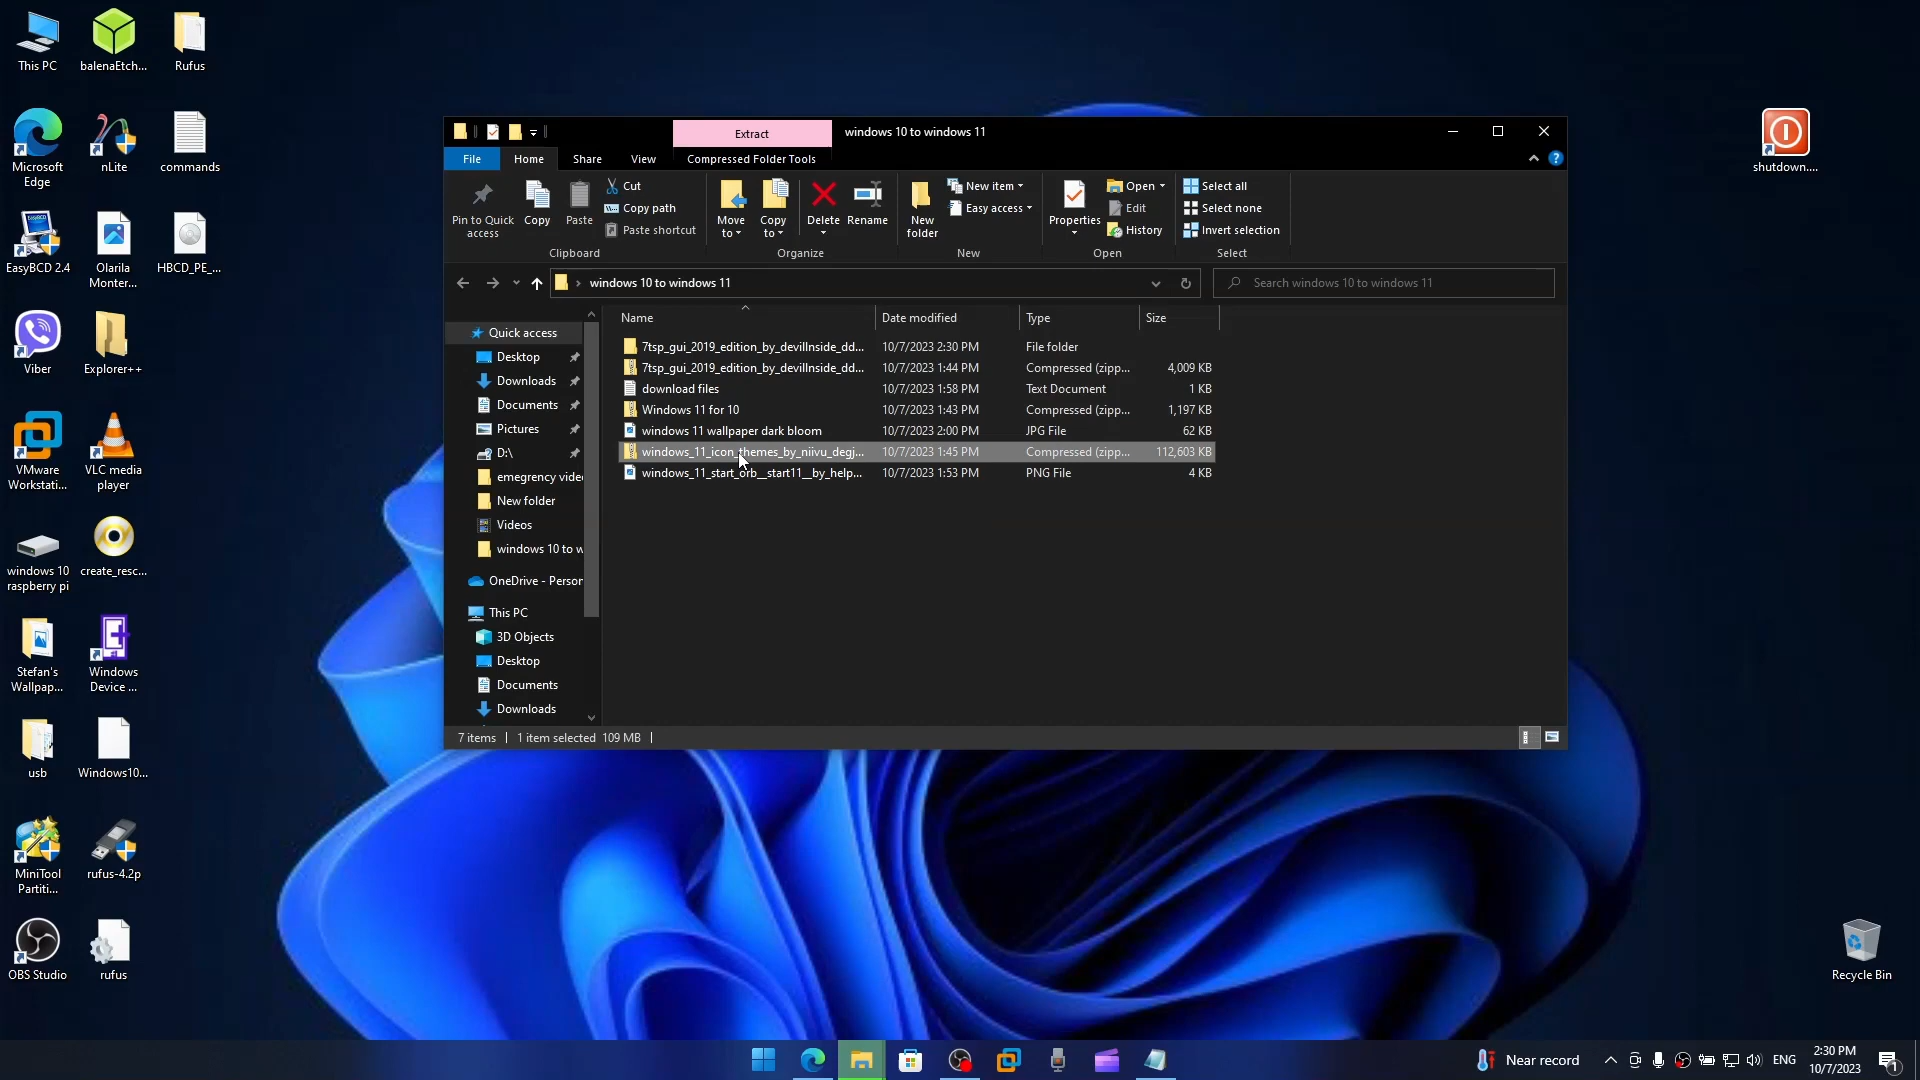 This PC
balenaEtch...
Rufus
Microsoft
Edge
nLite
commands
EasyBCD 2.4
Olarila
Monter...
HBCD_PE_...
Viber
Explorer++
VMware
Workstati...
VLC media
player
windows 10
raspberry pi
create_resc...
Stefan's
Wallpap...
Windows
Device ...
usb
Windows10...
MiniTool
Partiti...
rufus-4.2p
OBS Studio
rufus
shutdown....
Recycle Bin
Extract
windows 10 to windows 11
File
Home
Share
View
Compressed Folder Tools
Pin to Quick
access
Copy
Paste
Cut
Copy path
Paste shortcut
Clipboard
Move
to
Copy
to
Delete
Rename
Organize
New
folder
New item
Easy access
New
Properties
Open
Edit
History
Open
Select all
Select none
Invert selection
Select
windows 10 to windows 11
Search windows 10 to windows 11
Quick access
Desktop
Downloads
Documents
Pictures
D:\
emegrency vide
New folder
Videos
windows 10 to w
OneDrive - Person
This PC
3D Objects
Desktop
Documents
Downloads
Name Date modified Type Size
7tsp_gui_2019_edition_by_devillnside_dd... 10/7/2023 2:30 PM File folder
7tsp_gui_2019_edition_by_devillnside_dd... 10/7/2023 1:44 PM Compressed (zipp... 4,009 KB
download files 10/7/2023 1:58 PM Text Document 1 KB
Windows 11 for 10 10/7/2023 1:43 PM Compressed (zipp... 1,197 KB
windows 11 wallpaper dark bloom 10/7/2023 2:00 PM JPG File 62 KB
windows_11_icon_themes_by_niivu_degj... 10/7/2023 1:45 PM Compressed (zipp... 112,603 KB
windows_11_start_orb__start11__by_help... 10/7/2023 1:53 PM PNG File 4 KB
7 items 1 item selected 109 MB
Near record
ENG
2:30 PM
10/7/2023
1